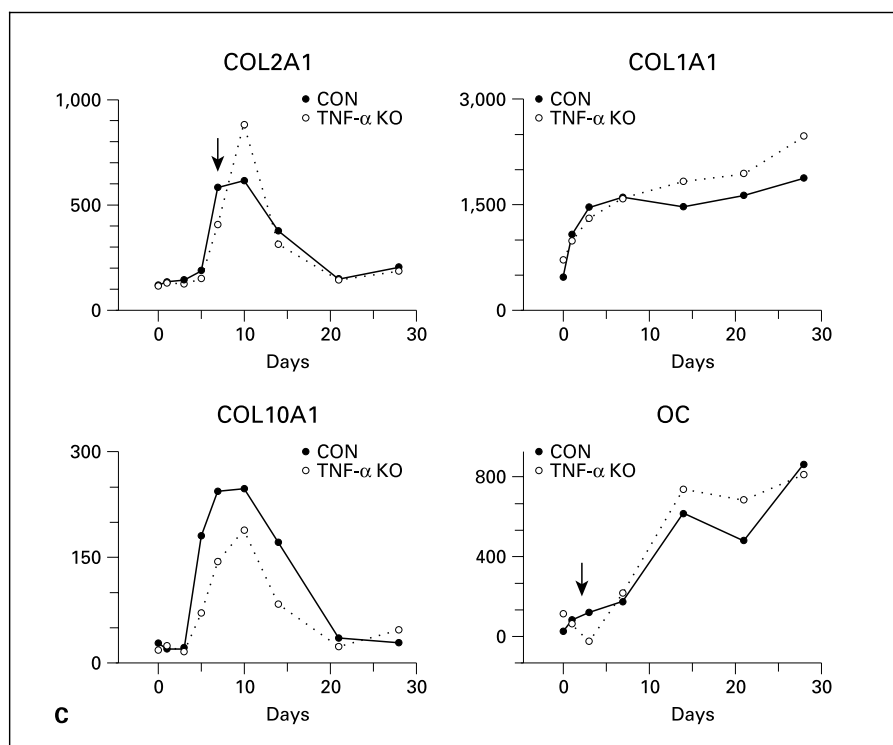 COL2A1
1,000
500
0
CON
TNF-α KO
0 10 20 30
Days
COL1A1
3,000
1,500
0
CON
TNF-α KO
0 10 20 30
Days
COL10A1
300
150
0
CON
TNF-α KO
0 10 20 30
Days
OC
800
400
0
CON
TNF-α KO
0 10 20 30
Days
C